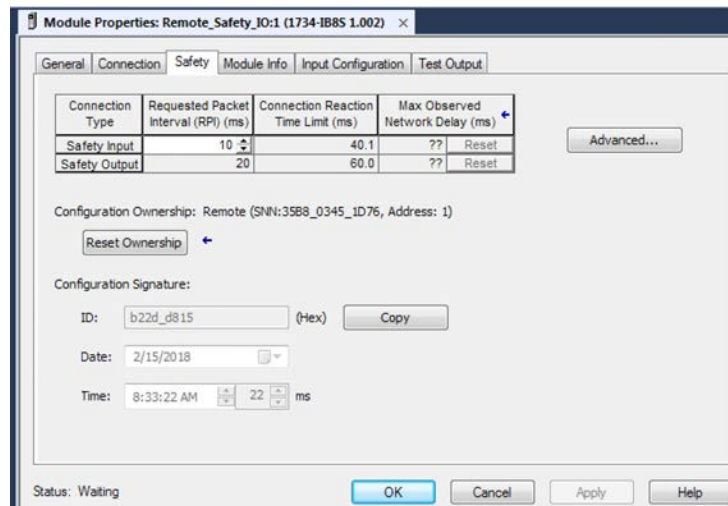 Module Properties: Remote_Safety_IO:1 (1734-IB8S 1.002) ×
General Connection Safety Module Info Input Configuration Test Output
Connection Type Requested Packet Interval (RPI) (ms) Connection Reaction Time Limit (ms) Max Observed Network Delay (ms)
Safety Input 10 40.1 ?? Reset
Safety Output 20 60.0 ?? Reset
Advanced...
Configuration Ownership: Remote (SNN:35B8_0345_1D76, Address: 1)
Reset Ownership
Configuration Signature:
ID: b22d_d815 (Hex) Copy
Date: 2/15/2018
Time: 8:33:22 AM 22 ms
Status: Waiting OK Cancel Apply Help